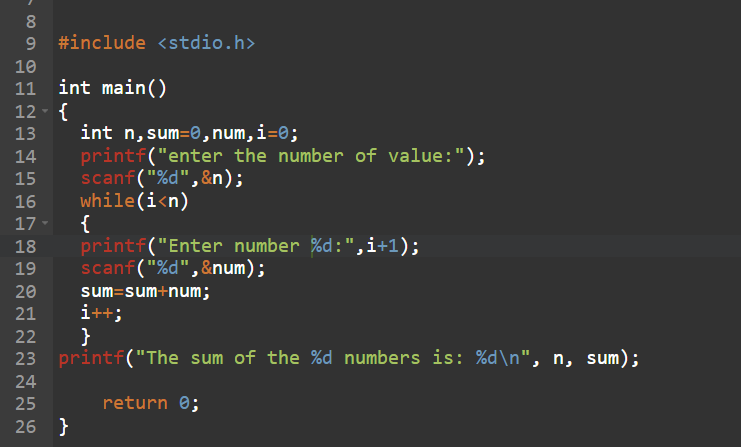 8
9 #include <stdio.h>
10
11 int main()
12 {
13 int n,sum=0,num,i=0;
14 printf("enter the number of value:");
15 scanf("%d",&n);
16 while(i<n)
17 {
18 printf("Enter number %d:",i+1);
19 scanf("%d",&num);
20 sum=sum+num;
21 i++;
22 }
23 printf("The sum of the %d numbers is: %d\n", n, sum);
24
25 return 0;
26 }